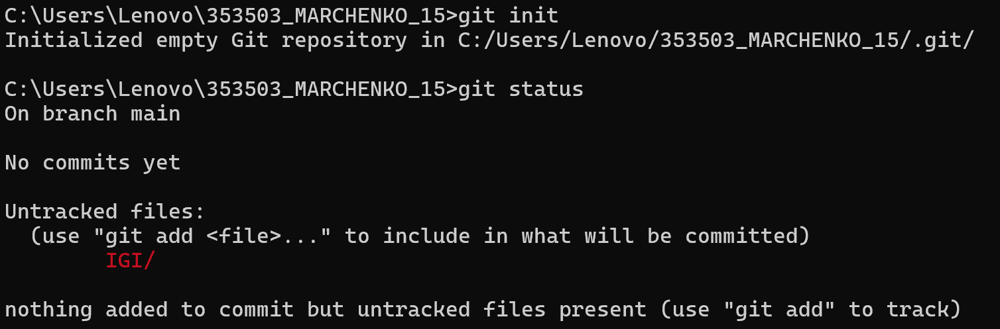 C:\Users\Lenovo\353503_MARCHENKO_15>git init
Initialized empty Git repository in C:/Users/Lenovo/353503_MARCHENKO_15/.git/
C:\Users\Lenovo\353503_MARCHENKO_15>git status
On branch main
No commits yet
Untracked files:
(use "git add <file>..." to include in what will be committed)
IGI/
nothing added to commit but untracked files present (use "git add" to track)